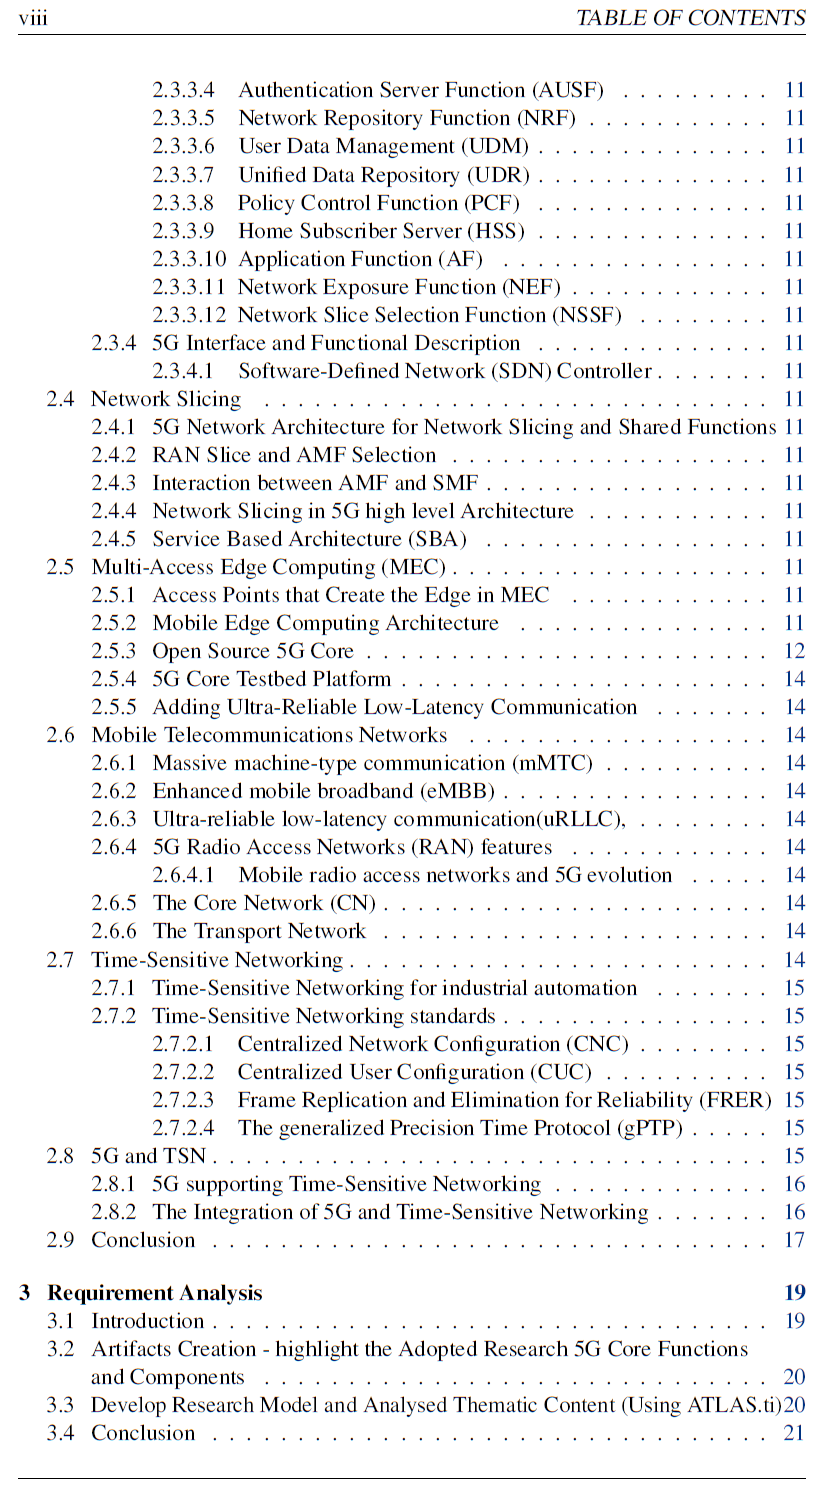 viii TABLE OF CONTENTS
2.3.3.4 Authentication Server Function (AUSF) . . . . . . . . . 11
2.3.3.5 Network Repository Function (NRF) . . . . . . . . . . . 11
2.3.3.6 User Data Management (UDM) . . . . . . . . . . . . . . 11
2.3.3.7 Unified Data Repository (UDR) . . . . . . . . . . . . . . 11
2.3.3.8 Policy Control Function (PCF) . . . . . . . . . . . . . . 11
2.3.3.9 Home Subscriber Server (HSS) . . . . . . . . . . . . . . 11
2.3.3.10 Application Function (AF) . . . . . . . . . . . . . . . . 11
2.3.3.11 Network Exposure Function (NEF) . . . . . . . . . . . . 11
2.3.3.12 Network Slice Selection Function (NSSF) . . . . . . . . 11
2.3.4 5G Interface and Functional Description . . . . . . . . . . . . . . 11
2.3.4.1 Software-Defined Network (SDN) Controller . . . . . . . 11
2.4 Network Slicing . . . . . . . . . . . . . . . . . . . . . . . . . . . . . . 11
2.4.1 5G Network Architecture for Network Slicing and Shared Functions 11
2.4.2 RAN Slice and AMF Selection . . . . . . . . . . . . . . . . . . . 11
2.4.3 Interaction between AMF and SMF . . . . . . . . . . . . . . . . . 11
2.4.4 Network Slicing in 5G high level Architecture . . . . . . . . . . . 11
2.4.5 Service Based Architecture (SBA) . . . . . . . . . . . . . . . . . 11
2.5 Multi-Access Edge Computing (MEC) . . . . . . . . . . . . . . . . . . . 11
2.5.1 Access Points that Create the Edge in MEC . . . . . . . . . . . . 11
2.5.2 Mobile Edge Computing Architecture . . . . . . . . . . . . . . . 11
2.5.3 Open Source 5G Core . . . . . . . . . . . . . . . . . . . . . . . . 12
2.5.4 5G Core Testbed Platform . . . . . . . . . . . . . . . . . . . . . . 14
2.5.5 Adding Ultra-Reliable Low-Latency Communication . . . . . . . 14
2.6 Mobile Telecommunications Networks . . . . . . . . . . . . . . . . . . 14
2.6.1 Massive machine-type communication (mMTC) . . . . . . . . . . 14
2.6.2 Enhanced mobile broadband (eMBB) . . . . . . . . . . . . . . . . 14
2.6.3 Ultra-reliable low-latency communication(uRLLC), . . . . . . . . 14
2.6.4 5G Radio Access Networks (RAN) features . . . . . . . . . . . . 14
2.6.4.1 Mobile radio access networks and 5G evolution . . . . . 14
2.6.5 The Core Network (CN) . . . . . . . . . . . . . . . . . . . . . . . 14
2.6.6 The Transport Network . . . . . . . . . . . . . . . . . . . . . . . 14
2.7 Time-Sensitive Networking . . . . . . . . . . . . . . . . . . . . . . . . . 14
2.7.1 Time-Sensitive Networking for industrial automation . . . . . . . 15
2.7.2 Time-Sensitive Networking standards . . . . . . . . . . . . . . . . 15
2.7.2.1 Centralized Network Configuration (CNC) . . . . . . . . 15
2.7.2.2 Centralized User Configuration (CUC) . . . . . . . . . . 15
2.7.2.3 Frame Replication and Elimination for Reliability (FRER) 15
2.7.2.4 The generalized Precision Time Protocol (gPTP) . . . . . 15
2.8 5G and TSN . . . . . . . . . . . . . . . . . . . . . . . . . . . . . . . . . 15
2.8.1 5G supporting Time-Sensitive Networking . . . . . . . . . . . . . 16
2.8.2 The Integration of 5G and Time-Sensitive Networking . . . . . . . 16
2.9 Conclusion . . . . . . . . . . . . . . . . . . . . . . . . . . . . . . . . . 17
3 Requirement Analysis 19
3.1 Introduction . . . . . . . . . . . . . . . . . . . . . . . . . . . . . . . . . 19
3.2 Artifacts Creation - highlight the Adopted Research 5G Core Functions
and Components . . . . . . . . . . . . . . . . . . . . . . . . . . . . . . 20
3.3 Develop Research Model and Analysed Thematic Content (Using ATLAS.ti)20
3.4 Conclusion . . . . . . . . . . . . . . . . . . . . . . . . . . . . . . . . . 21